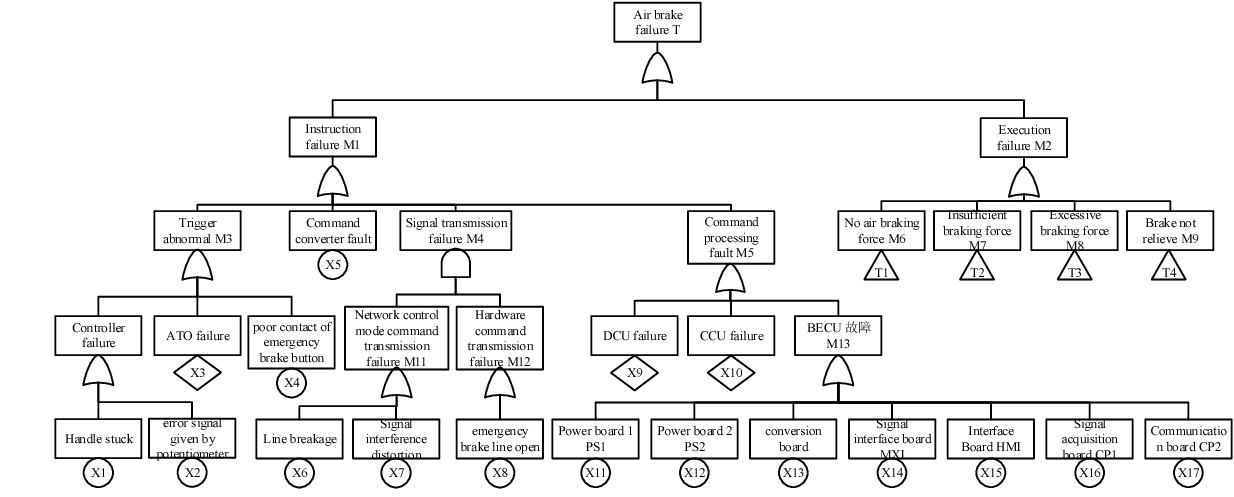 Air brake
failure T
Instruction
failure M1
Execution
failure M2
Trigger
abnormal M3
Command
converter fault
Signal transmission
failure M4
Command
processing
fault M5
No air braking
force M6
Insufficient
braking force
M7
Excessive
braking force
M8
Brake not
relieve M9
X5
T1
T2
T3
T4
Controller
failure
ATO failure
poor contact of
emergency
brake button
Network control
mode command
transmission
failure M11
Hardware
command
transmission
failure M12
DCU failure
CCU failure
BECU 故障
M13
X3
X4
X9
X10
Handle stuck
error signal
given by
potentiometer
Line breakage
Signal
interference
distortion
emergency
brake line open
Power board 1
PS1
Power board 2
PS2
conversion
board
Signal
interface board
MXI
Interface
Board HMI
Signal
acquisition
board CP1
Communicatio
n board CP2
X1
X2
X6
X7
X8
X11
X12
X13
X14
X15
X16
X17